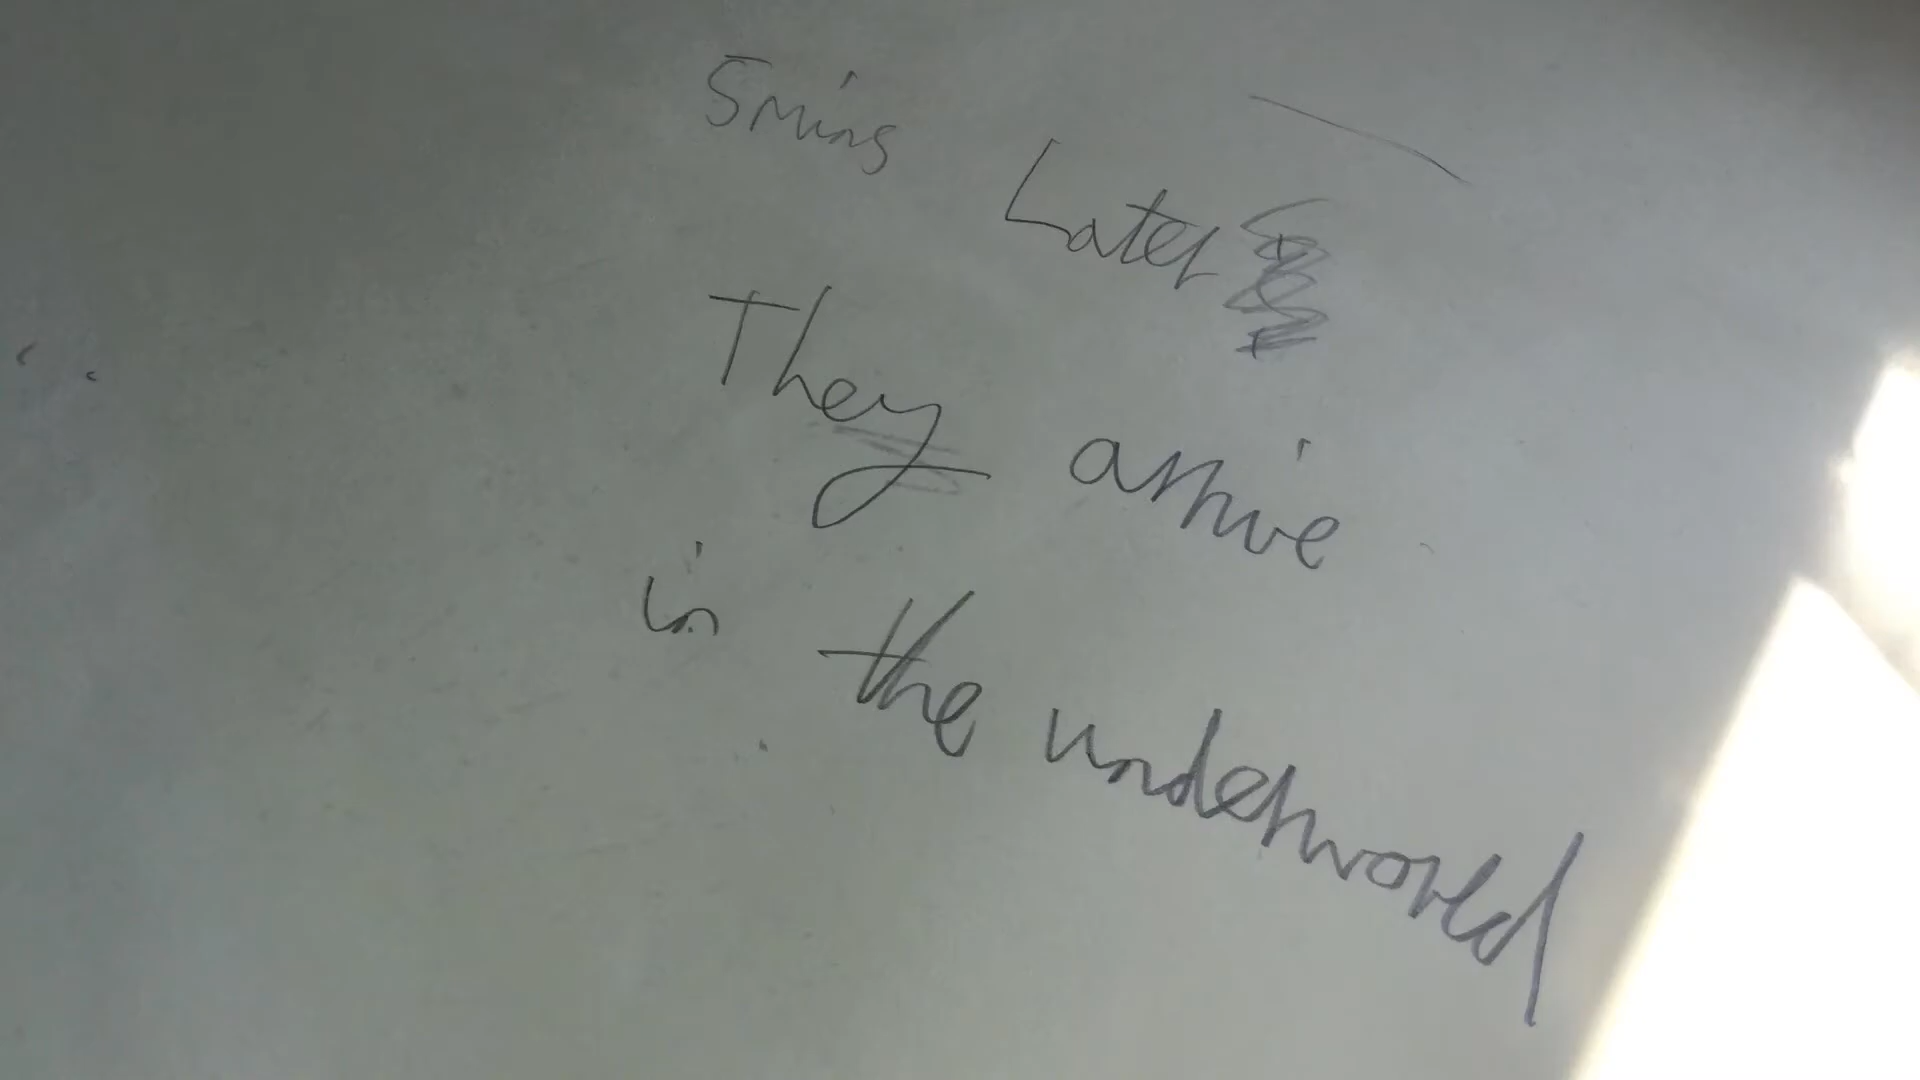 5mins Later
They arrive
in the underworld